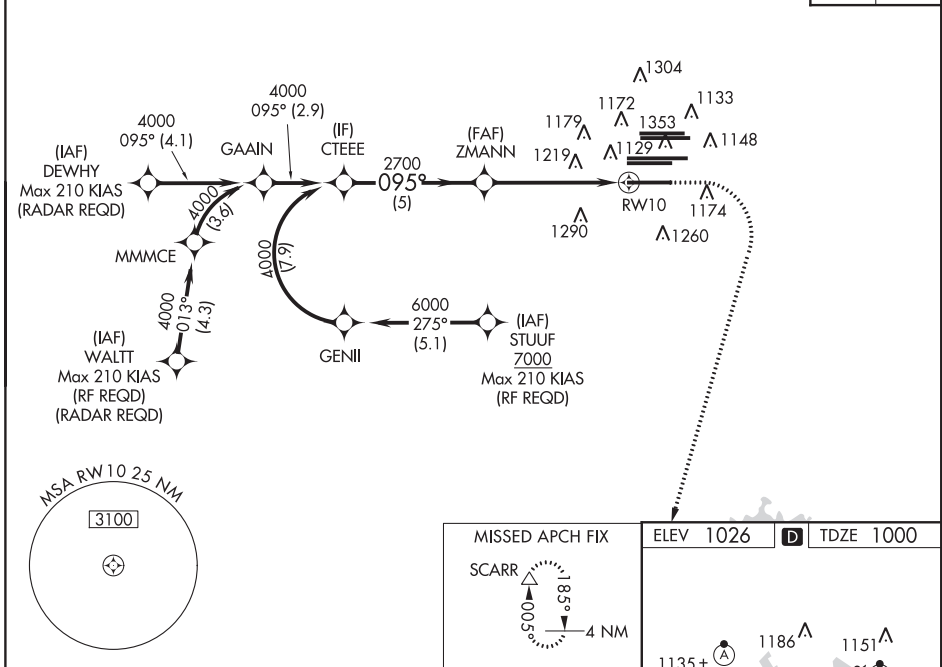 1304
4000
095° (2.9)
1172
1133
4000
095° (4.1)
(IF)
CTEEE
1179
1353
(FAF)
ZMANN
1148
GAAIN
1129
(IAF)
DEWHY
Max 210 KIAS
(RADAR REQD)
1219
2700
095°
(5)
4000
(3.6)
RW10
1174
1290
1260
MMMCE
4000
(7.9)
4000
013°
(4.3)
6000
275°
(5.1)
(IAF)
STUUF
7000
Max 210 KIAS
(RF REQD)
GENII
(IAF)
WALTT
Max 210 KIAS
(RF REQD)
(RADAR REQD)
MSA RW10 25 NM
3100
MISSED APCH FIX
SCARR
185°
005°
4 NM
ELEV 1026 D TDZE 1000
1186
1151
1135±
A